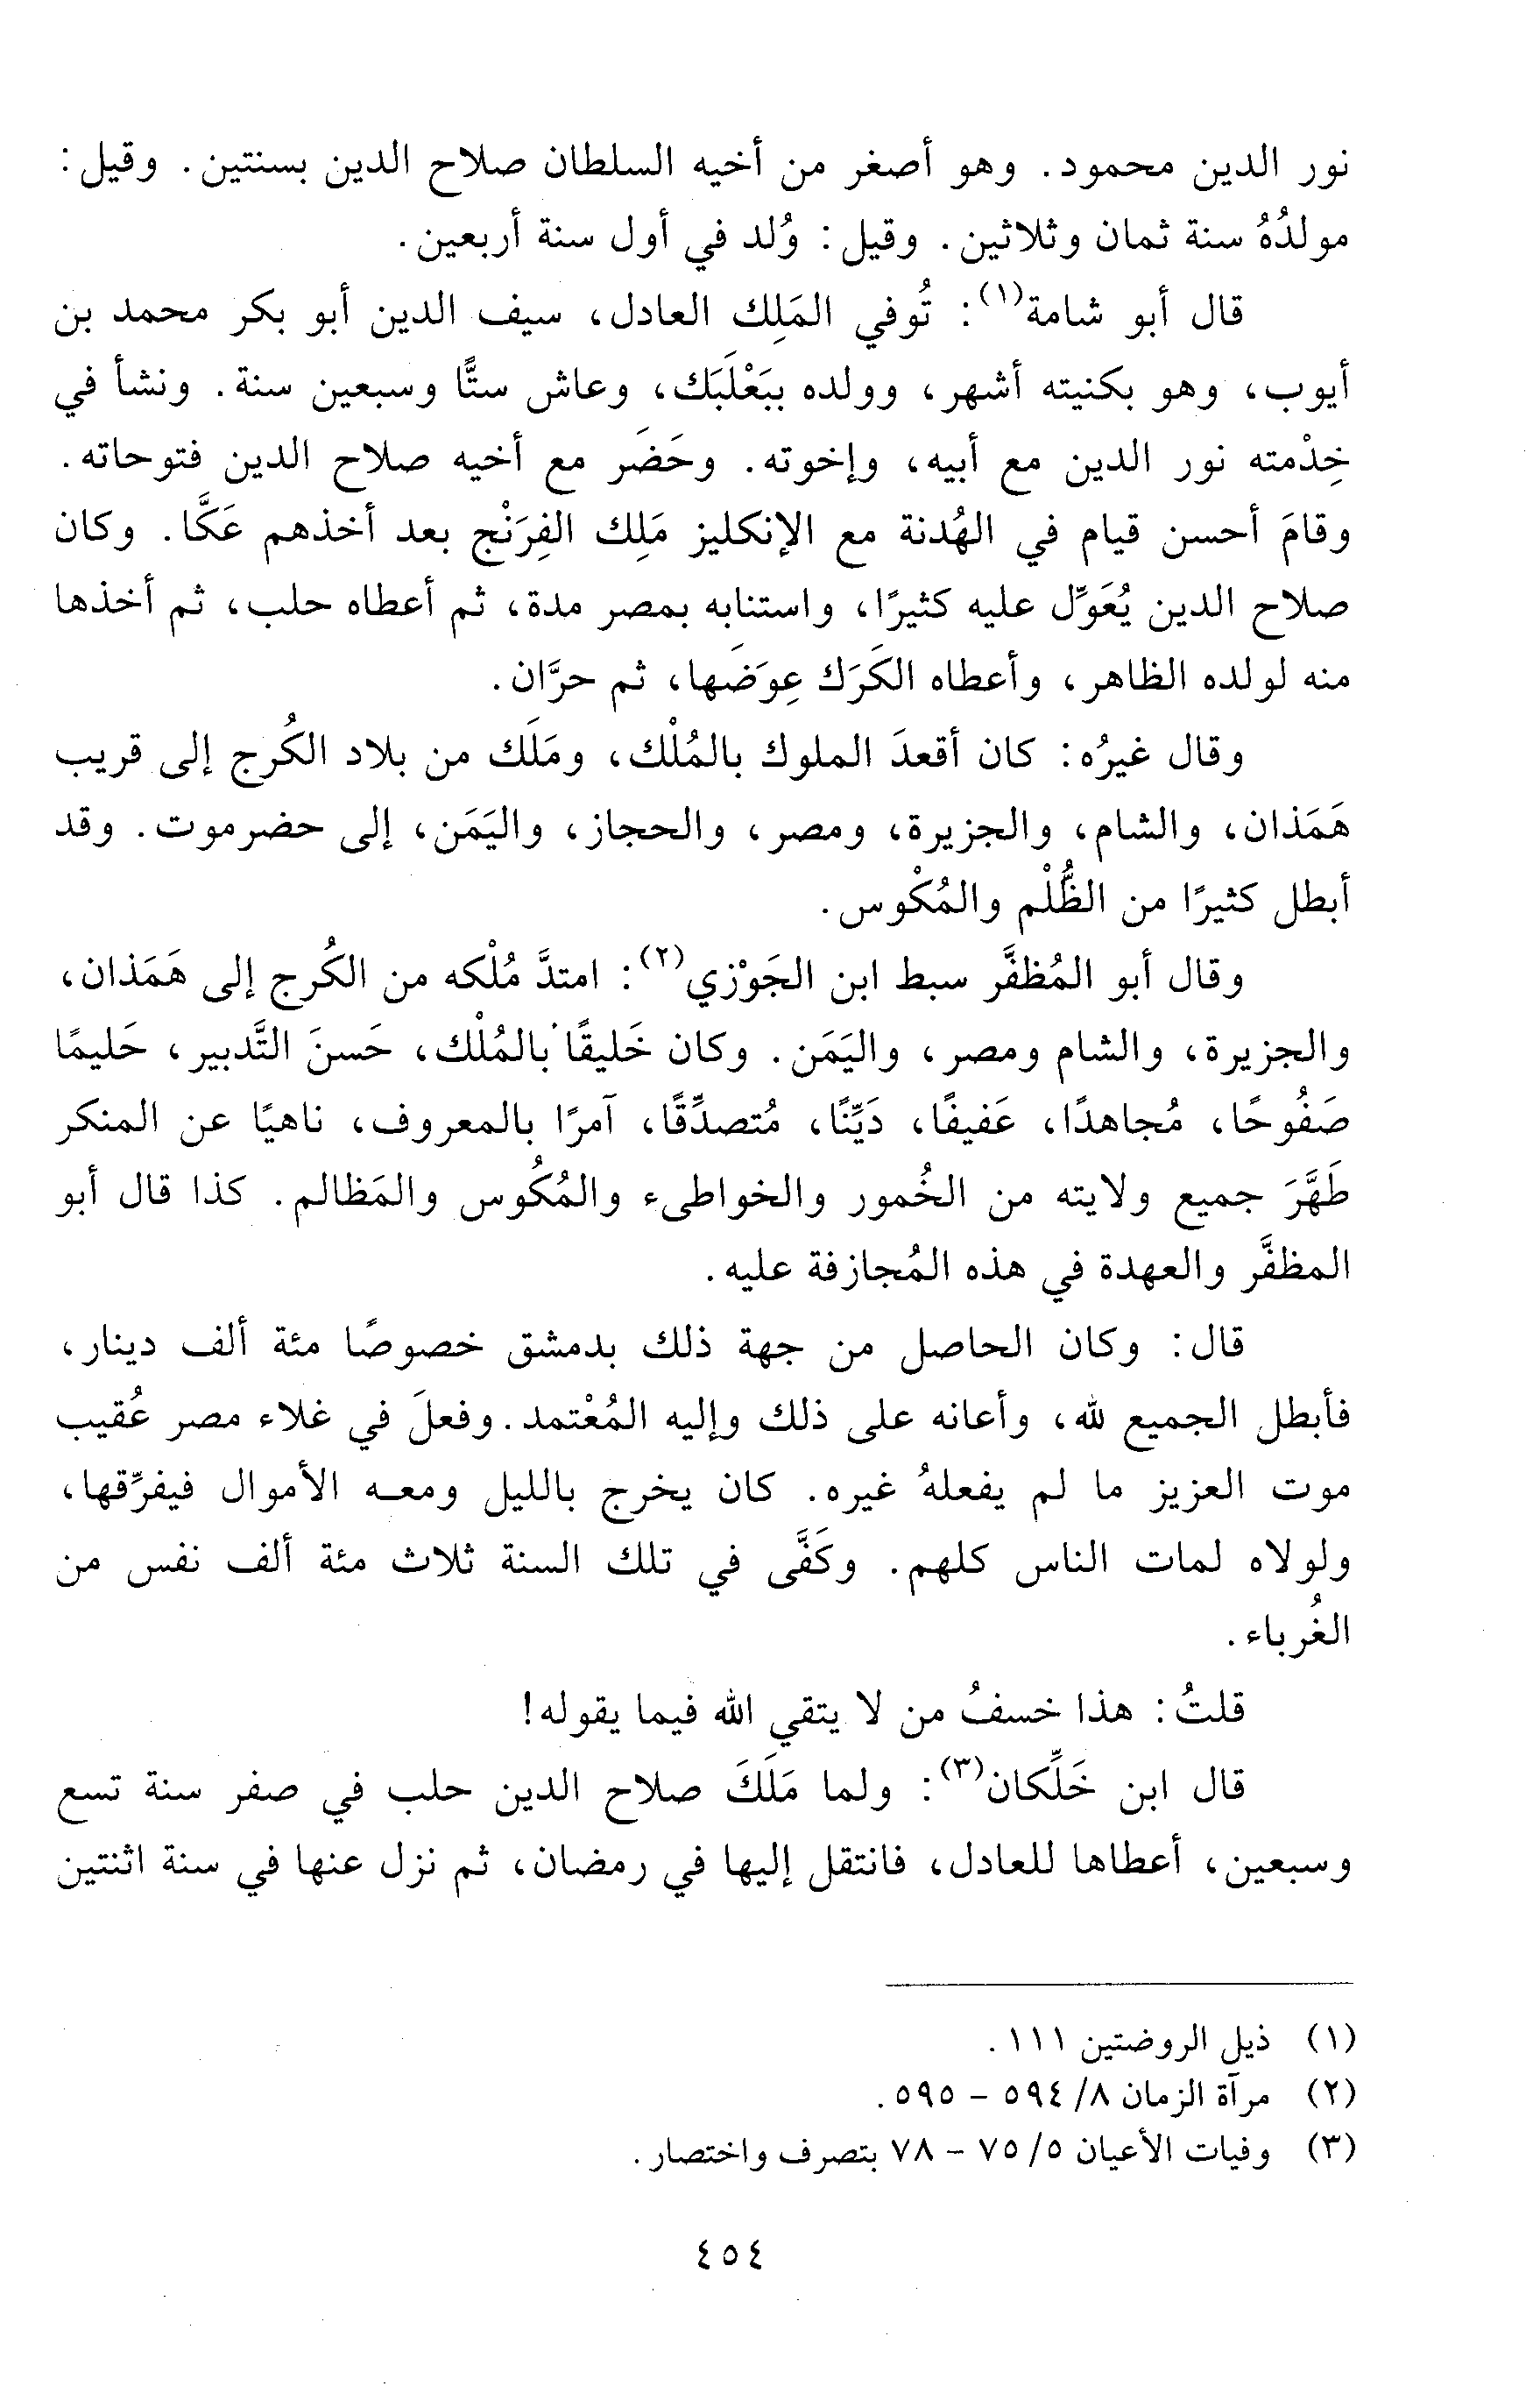 نور الدين محمود. وهو أصغر من أخيه السلطان صلاح الدين بسنتين. وقيل:
مولدُهُ سنة ثمان وثلاثين. وقيل: وُلد في أول سنة أربعين.
قال أبو شامة(١): تُوفي المَلِك العادل، سيف الدين أبو بكر محمد بن
أيوب، وهو بكنيته أشهر، وولده ببَعْلَبَك، وعاش ستًّا وسبعين سنة. ونشأ في
خِدْمته نور الدين مع أبيه، وإخوته. وحَضَر مع أخيه صلاح الدين فتوحاته.
وقامَ أحسن قيام في الهُدنة مع الإنكليز مَلِك الفِرَنْج بعد أخذهم عَكَّا. وكان
صلاح الدين يُعَوِّل عليه كثيرًا، واستنابه بمصر مدة، ثم أعطاه حلب، ثم أخذها
منه لولده الظاهر، وأعطاه الكَرَك عِوَضَها، ثم حرَّان.
وقال غيرُه: كان أقعدَ الملوك بالمُلْك، ومَلَك من بلاد الكُرج إلى قريب
هَمَذان، والشام، والجزيرة، ومصر، والحجاز، واليَمَن، إلى حضرموت. وقد
أبطل كثيرًا من الظُّلْم والمُكْوس.
وقال أبو المُظفَّر سبط ابن الجَوْزي(٢): امتدَّ مُلْكه من الكُرج إلى هَمَذان،
والجزيرة، والشام ومصر، واليَمَن. وكان خَليقًا بالمُلْك، حَسنَ التَّدبير، حَليمًا
صَفُوحًا، مُجاهدًا، عَفيفًا، دَيِّنًا، مُتصدِّقًا، آمرًا بالمعروف، ناهيًا عن المنكر
طَهَّرَ جميع ولايته من الخُمور والخواطىء والمُكُوس والمَظالم. كذا قال أبو
المظفَّر والعهدة في هذه المُجازفة عليه.
قال: وكان الحاصل من جهة ذلك بدمشق خصوصًا مئة ألف دينار،
فأبطل الجميع لله، وأعانه على ذلك وإليه المُعْتمد. وفعلَ في غلاء مصر عُقيب
موت العزيز ما لم يفعلهُ غيره. كان يخرج بالليل ومعه الأموال فيفرِّقها،
ولولاه لمات الناس كلهم. وكَفَّى في تلك السنة ثلاث مئة ألف نفس من
الغُرباء.
قلتُ: هذا خسفُ من لا يتقي الله فيما يقوله!
قال ابن خَلِّكان(٣): ولما مَلَكَ صلاح الدين حلب في صفر سنة تسع
وسبعين، أعطاها للعادل، فانتقل إليها في رمضان، ثم نزل عنها في سنة اثنتين
(١) ذيل الروضتين ١١١.
(٢) مرآة الزمان ٨/ ٥٩٤ - ٥٩٥.
(٣) وفيات الأعيان ٥/ ٧٥ - ٧٨ بتصرف واختصار.
٤٥٤